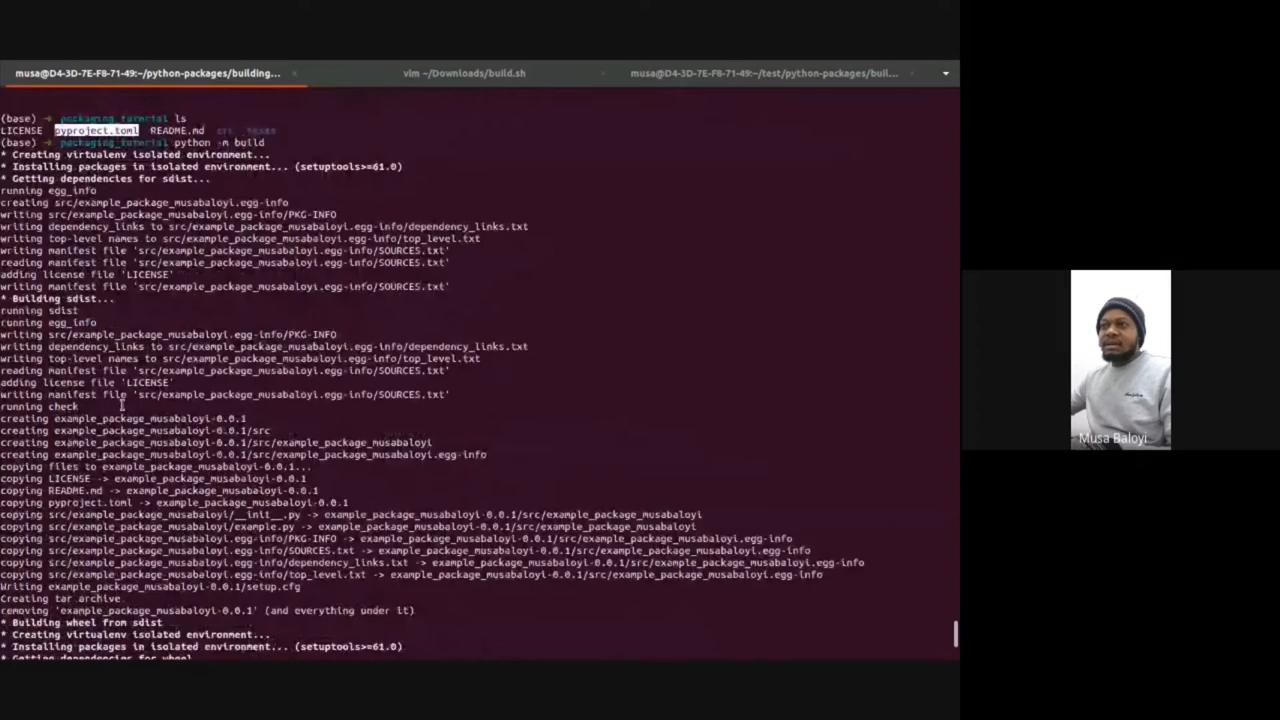 musa@D4-3D-7E-F8-71-49:~/python-packages/building...
vim ~/Downloads/build.sh
musa@D4-3D-7E-F8-71-49:~/test/python-packages/buil...
(base) → packaging_tutorial ls
LICENSE pyproject.toml README.md src tests
(base) → packaging_tutorial python -m build
* Creating virtualenv isolated environment...
* Installing packages in isolated environment... (setuptools>=61.0)
* Getting dependencies for sdist...
running egg_info
creating src/example_package_musabaloyi.egg-info
writing src/example_package_musabaloyi.egg-info/PKG-INFO
writing dependency_links to src/example_package_musabaloyi.egg-info/dependency_links.txt
writing top-level names to src/example_package_musabaloyi.egg-info/top_level.txt
writing manifest file 'src/example_package_musabaloyi.egg-info/SOURCES.txt'
reading manifest file 'src/example_package_musabaloyi.egg-info/SOURCES.txt'
adding license file 'LICENSE'
writing manifest file 'src/example_package_musabaloyi.egg-info/SOURCES.txt'
* Building sdist...
running sdist
running egg_info
writing src/example_package_musabaloyi.egg-info/PKG-INFO
writing dependency_links to src/example_package_musabaloyi.egg-info/dependency_links.txt
writing top-level names to src/example_package_musabaloyi.egg-info/top_level.txt
reading manifest file 'src/example_package_musabaloyi.egg-info/SOURCES.txt'
adding license file 'LICENSE'
writing manifest file 'src/example_package_musabaloyi.egg-info/SOURCES.txt'
running check
creating example_package_musabaloyi-0.0.1
creating example_package_musabaloyi-0.0.1/src
creating example_package_musabaloyi-0.0.1/src/example_package_musabaloyi
creating example_package_musabaloyi-0.0.1/src/example_package_musabaloyi.egg-info
copying files to example_package_musabaloyi-0.0.1...
copying LICENSE -> example_package_musabaloyi-0.0.1
copying README.md -> example_package_musabaloyi-0.0.1
copying pyproject.toml -> example_package_musabaloyi-0.0.1
copying src/example_package_musabaloyi/__init__.py -> example_package_musabaloyi-0.0.1/src/example_package_musabaloyi
copying src/example_package_musabaloyi/example.py -> example_package_musabaloyi-0.0.1/src/example_package_musabaloyi
copying src/example_package_musabaloyi.egg-info/PKG-INFO -> example_package_musabaloyi-0.0.1/src/example_package_musabaloyi.egg-info
copying src/example_package_musabaloyi.egg-info/SOURCES.txt -> example_package_musabaloyi-0.0.1/src/example_package_musabaloyi.egg-info
copying src/example_package_musabaloyi.egg-info/dependency_links.txt -> example_package_musabaloyi-0.0.1/src/example_package_musabaloyi.egg-info
copying src/example_package_musabaloyi.egg-info/top_level.txt -> example_package_musabaloyi-0.0.1/src/example_package_musabaloyi.egg-info
Writing example_package_musabaloyi-0.0.1/setup.cfg
Creating tar archive
removing 'example_package_musabaloyi-0.0.1' (and everything under it)
* Building wheel from sdist
* Creating virtualenv isolated environment...
* Installing packages in isolated environment... (setuptools>=61.0)
* Getting dependencies for wheel
Musa Baloyi